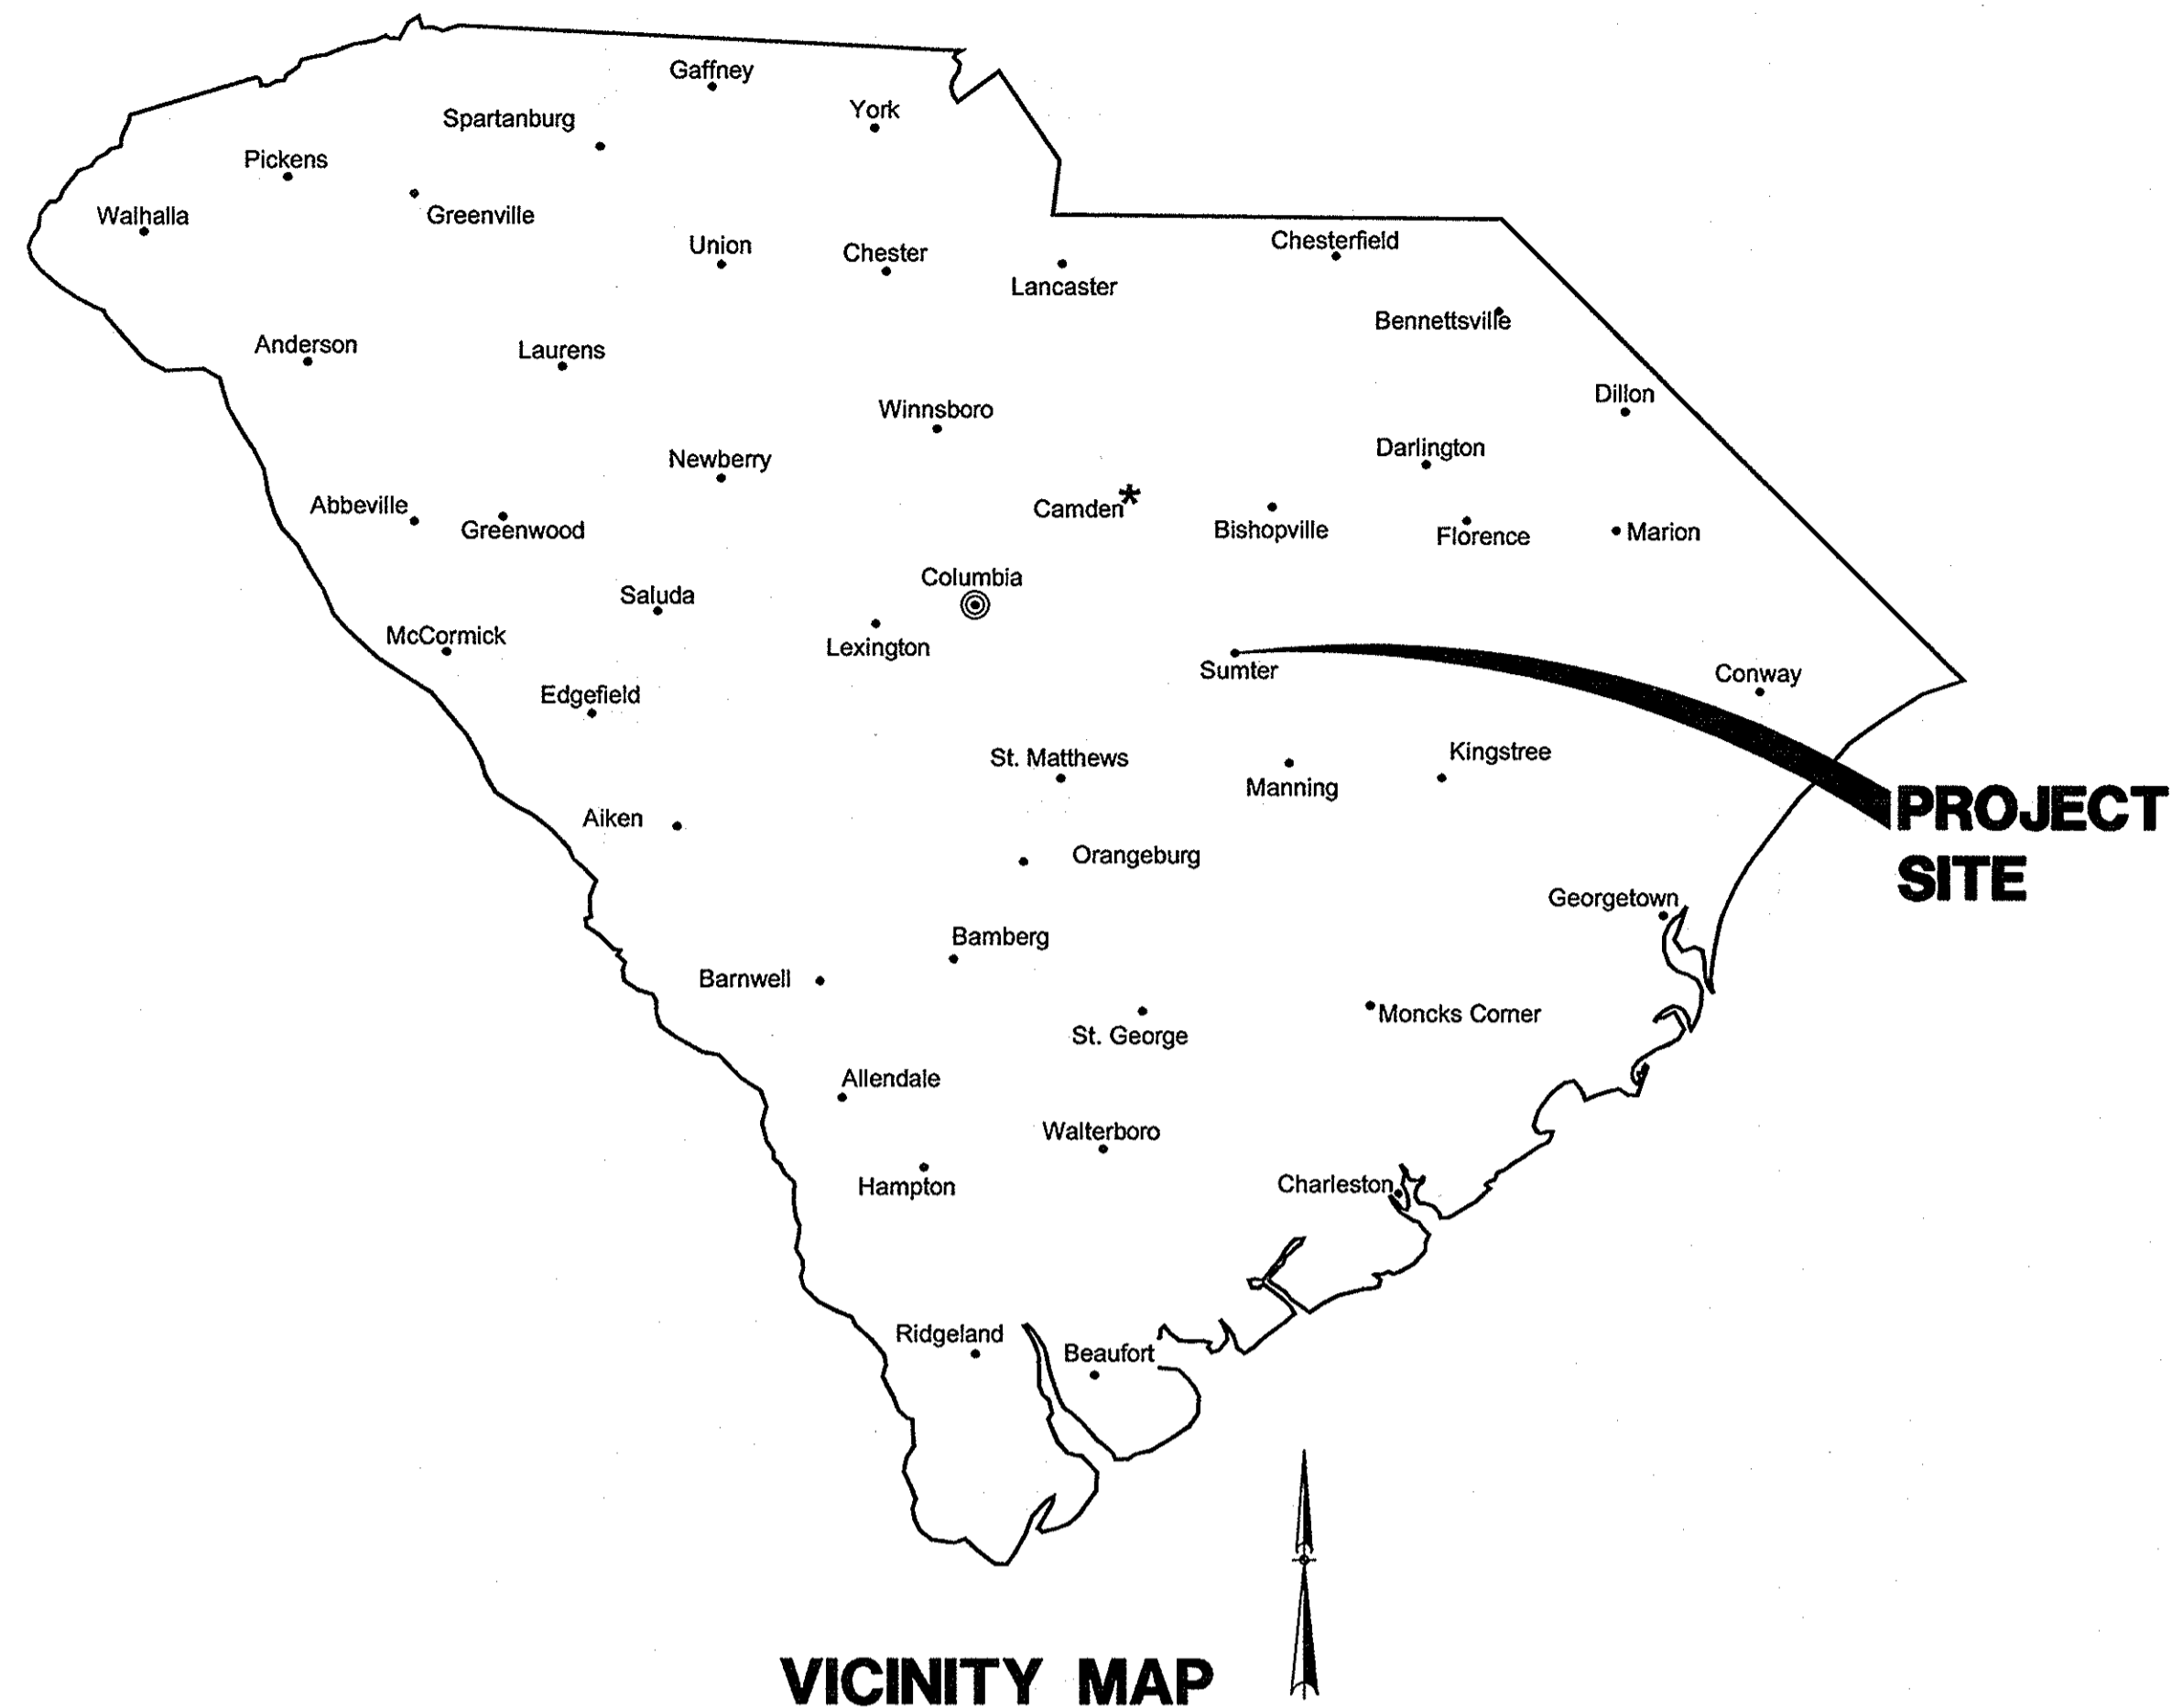 Gaffney
York
Spartanburg
Pickens
Walhalla
Greenville
Union
Chester
Chesterfield
Lancaster
Bennettsville
Anderson
Laurens
Dillon
Winnsboro
Darlington
Newberry
Abbeville
Greenwood
Camden*
Bishopville
Florence
Marion
Columbia
Saluda
McCormick
Lexington
Sumter
Conway
Edgefield
St. Matthews
Kingstree
Manning
PROJECT
SITE
Aiken
Orangeburg
Georgetown
Bamberg
Barnwell
Moncks Corner
St. George
Allendale
Walterboro
Hampton
Charleston
Ridgeland
Beaufort
VICINITY MAP